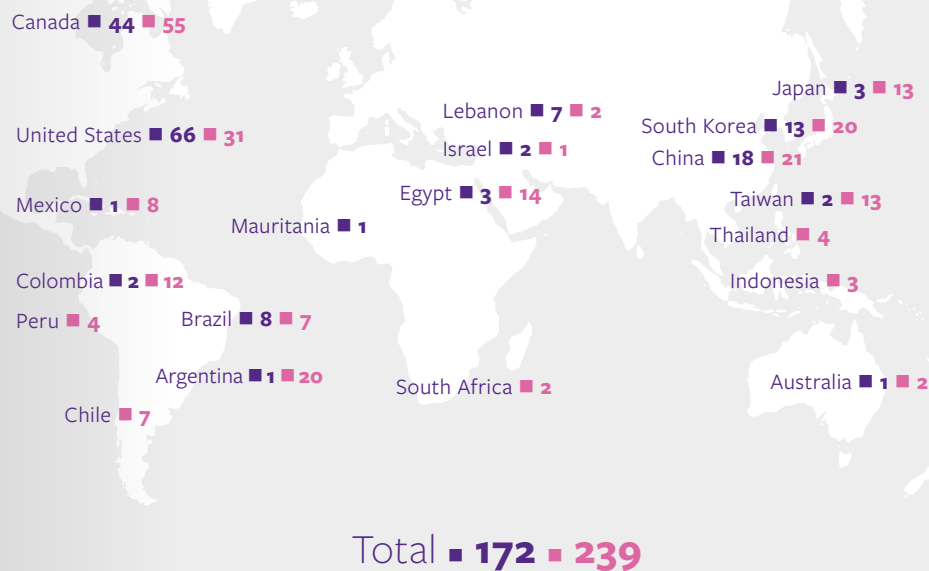 Canada ■ 44 ■ 55
Japan ■ 3 ■ 13
Lebanon ■ 7 ■ 2
South Korea ■ 13 ■ 20
United States ■ 66 ■ 31
Israel ■ 2 ■ 1
China ■ 18 ■ 21
Egypt ■ 3 ■ 14
Taiwan ■ 2 ■ 13
Mexico ■ 1 ■ 8
Mauritania ■ 1
Thailand ■ 4
Colombia ■ 2 ■ 12
Indonesia ■ 3
Peru ■ 4
Brazil ■ 8 ■ 7
Argentina ■ 1 ■ 20
South Africa ■ 2
Australia ■ 1 ■ 2
Chile ■ 7
Total ■ 172 ■ 239